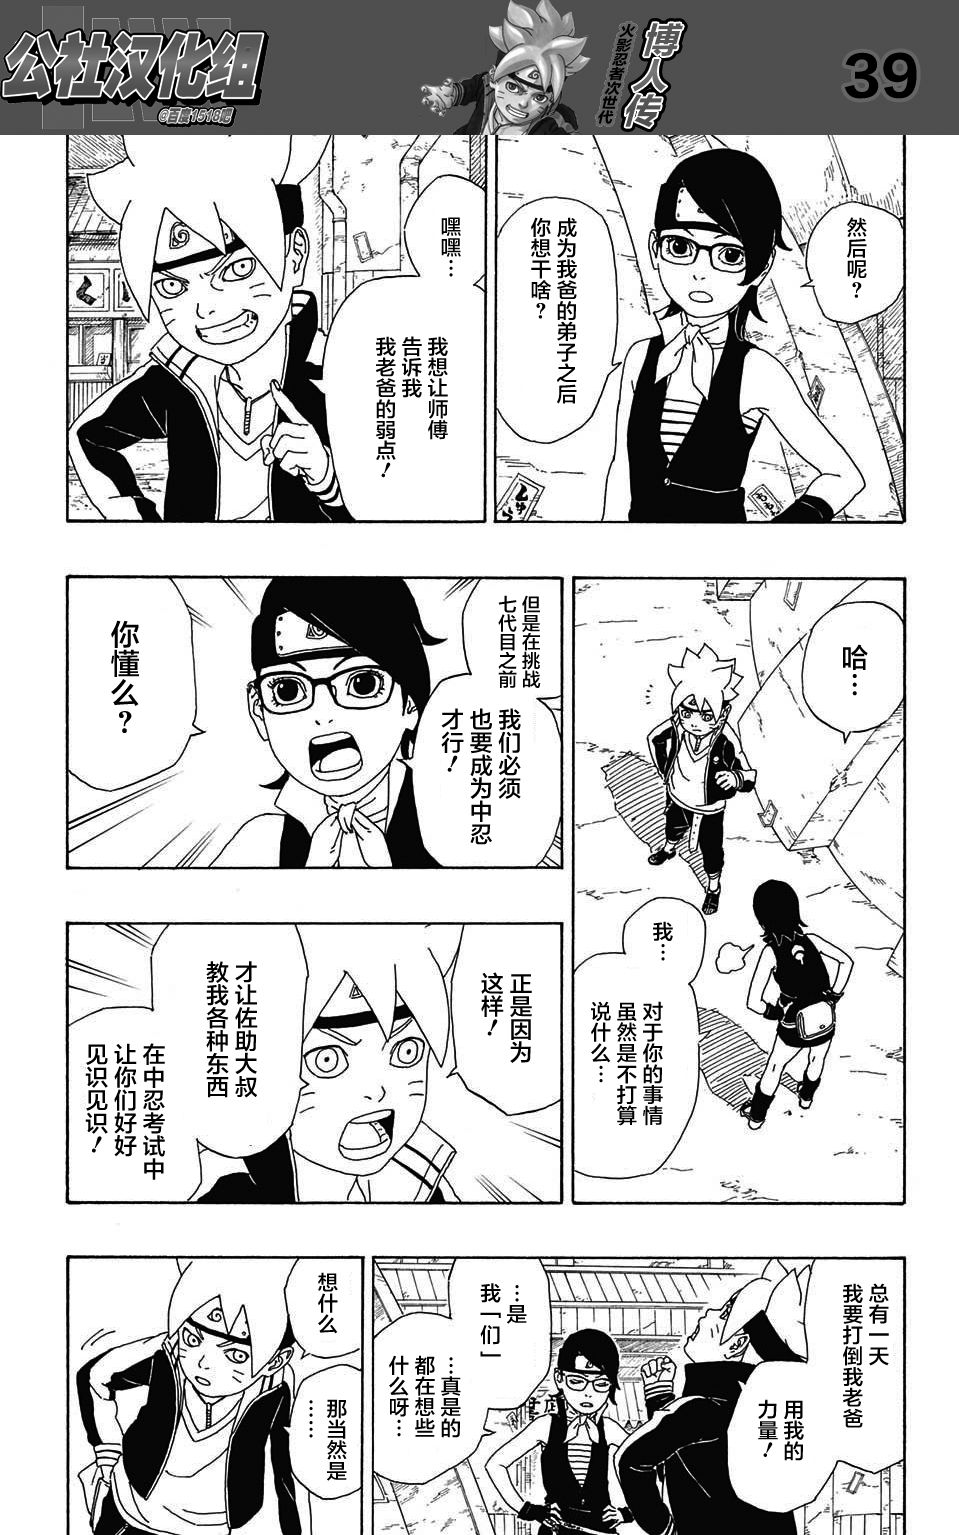 公社汉化组
@百度1516吧
博人传
火影忍者次世代
39
然后呢？
成为我爸的弟子之后
你想干啥？
嘿嘿…
我想让师傅
告诉我
我老爸的弱点！
哈…
我…
对于你的事情
虽然是不打算
说什么…
但是在挑战
七代目之前
我们必须
也要成为中忍
才行！
你懂么？
正是因为
这样！
才让佐助大叔
教我各种东西
在中忍考试中
让你们好好
见识见识！
总有一天
我要打倒我老爸
用我的
力量！
…是
我「们」
…真是的
都在想些
什么呀…
想什么
那当然是
……